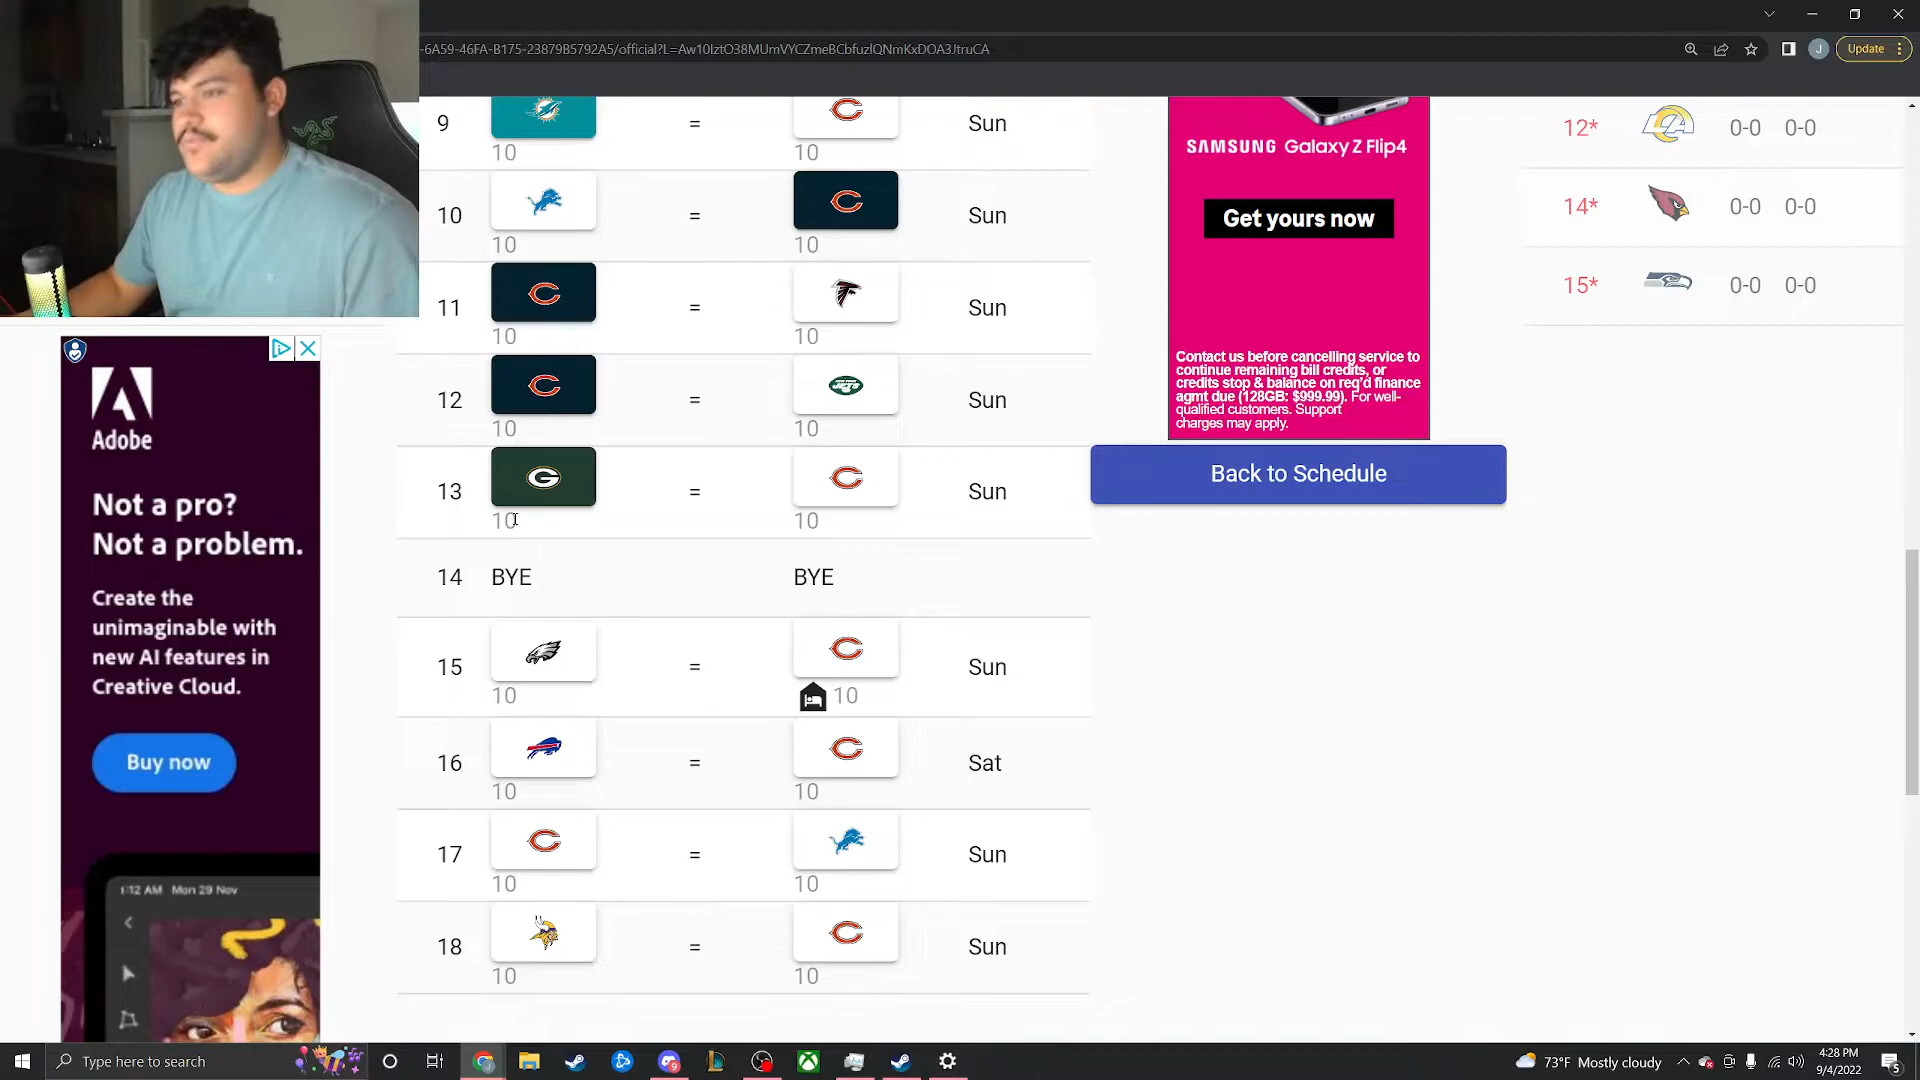 -6A59-46FA-B175-23879B5792A5/official?L=Aw10IztO38MUmVYCZmeBCbfuzlQNmKxDOA3JtruCA
J
Update
9 = Sun
10 10
10 = Sun
10 10
11 = Sun
10 10
12 = Sun
10 10
13 = Sun
10 10
14 BYE BYE
15 = Sun
10 10
16 = Sat
10 10
17 = Sun
10 10
18 = Sun
10 10
SAMSUNG Galaxy Z Flip4
Get yours now
Contact us before cancelling service to
continue remaining bill credits, or
credits stop & balance on req'd finance
agmt due (128GB: $999.99). For well-
qualified customers. Support
charges may apply.
Back to Schedule
12* 0-0 0-0
14* 0-0 0-0
15* 0-0 0-0
Adobe
Not a pro?
Not a problem.
Create the
unimaginable with
new AI features in
Creative Cloud.
Buy now
1:12 AM Mon 29 Nov
Type here to search
73°F Mostly cloudy
4:28 PM
9/4/2022